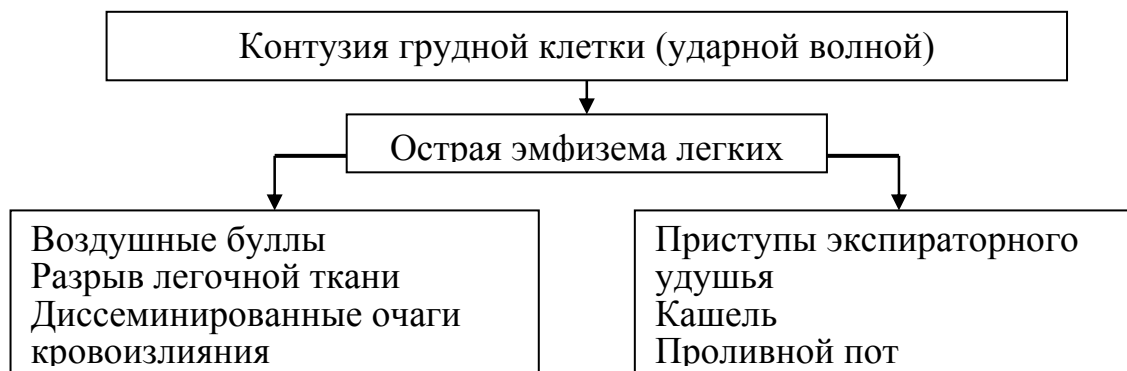 Контузия грудной клетки (ударной волной)
Острая эмфизема легких
Воздушные буллы
Разрыв легочной ткани
Диссеминированные очаги
кровоизлияния
Приступы экспираторного
удушья
Кашель
Проливной пот